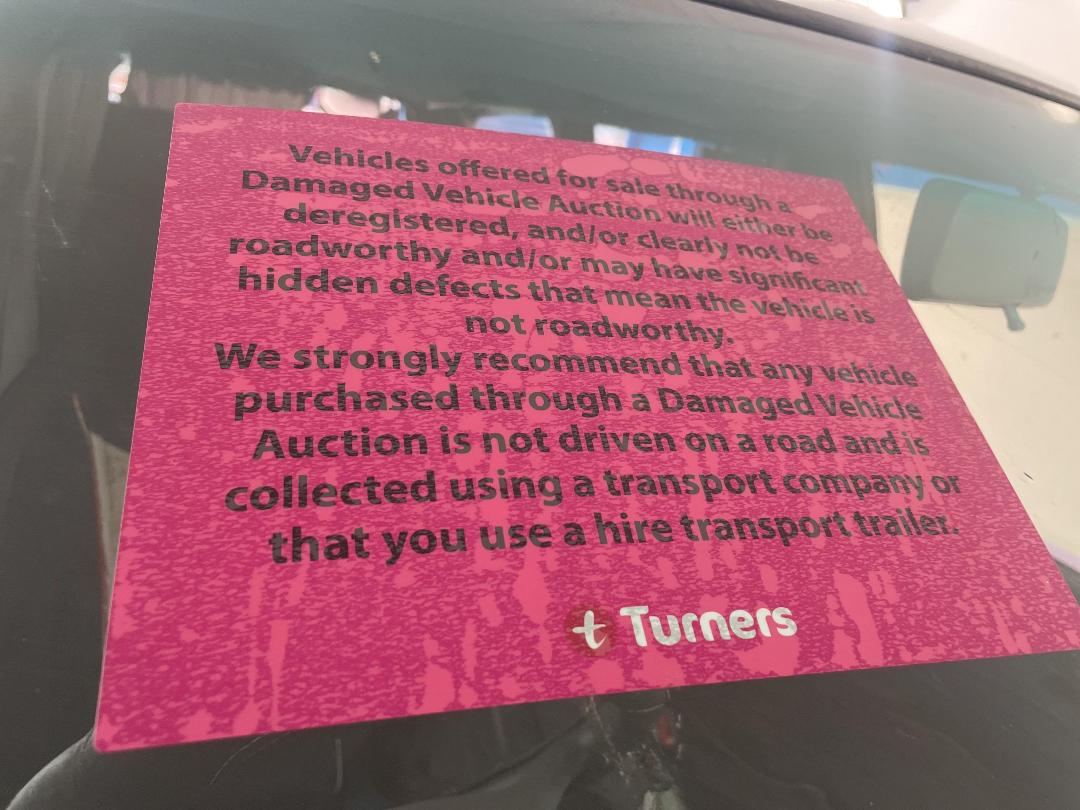 Vehicles offered for sale through a
Damaged Vehicle Auction will either be
deregistered, and/or clearly not be
roadworthy and/or may have significant
hidden defects that mean the vehicle is
not roadworthy.
We strongly recommend that any vehicle
purchased through a Damaged Vehicle
Auction is not driven on a road and is
collected using a transport company or
that you use a hire transport trailer.
t Turners